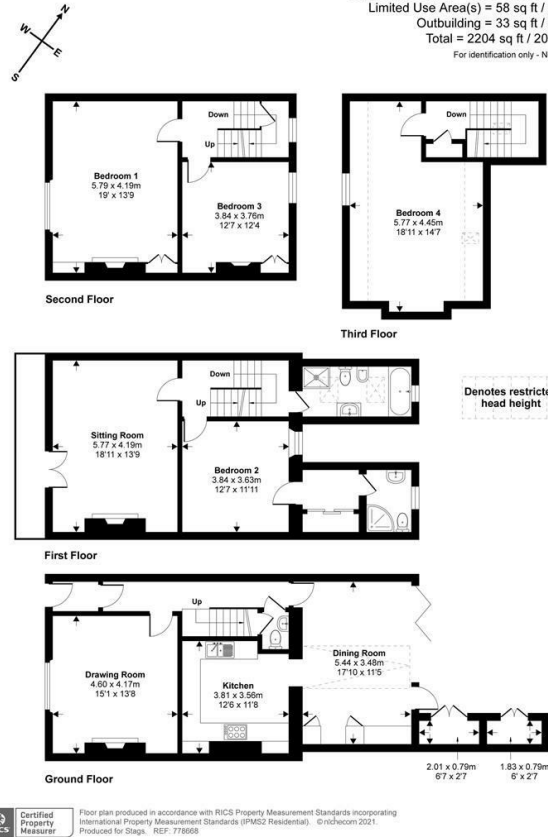 Limited Use Area(s) = 58 sq ft /
Outbuilding = 33 sq ft /
Total = 2204 sq ft / 20
For identification only - N
N
W
E
S
Down
Up
Bedroom 1
5.79 x 4.19m
19' x 13'9
Bedroom 3
3.84 x 3.76m
12'7 x 12'4
Second Floor
Down
Bedroom 4
5.77 x 4.45m
18'11 x 14'7
Third Floor
Down
Up
Sitting Room
5.77 x 4.19m
18'11 x 13'9
Bedroom 2
3.84 x 3.63m
12'7 x 11'11
First Floor
Denotes restricte
head height
Up
Drawing Room
4.60 x 4.17m
15'1 x 13'8
Kitchen
3.81 x 3.56m
12'6 x 11'8
Dining Room
5.44 x 3.48m
17'10 x 11'5
2.01 x 0.79m
6'7 x 2'7
1.83 x 0.79m
6' x 2'7
Ground Floor
RICS
Certified
Property
Measurer
Floor plan produced in accordance with RICS Property Measurement Standards incorporating
International Property Measurement Standards (IPMS2 Residential). © nichecom 2021.
Produced for Stags. REF: 778668